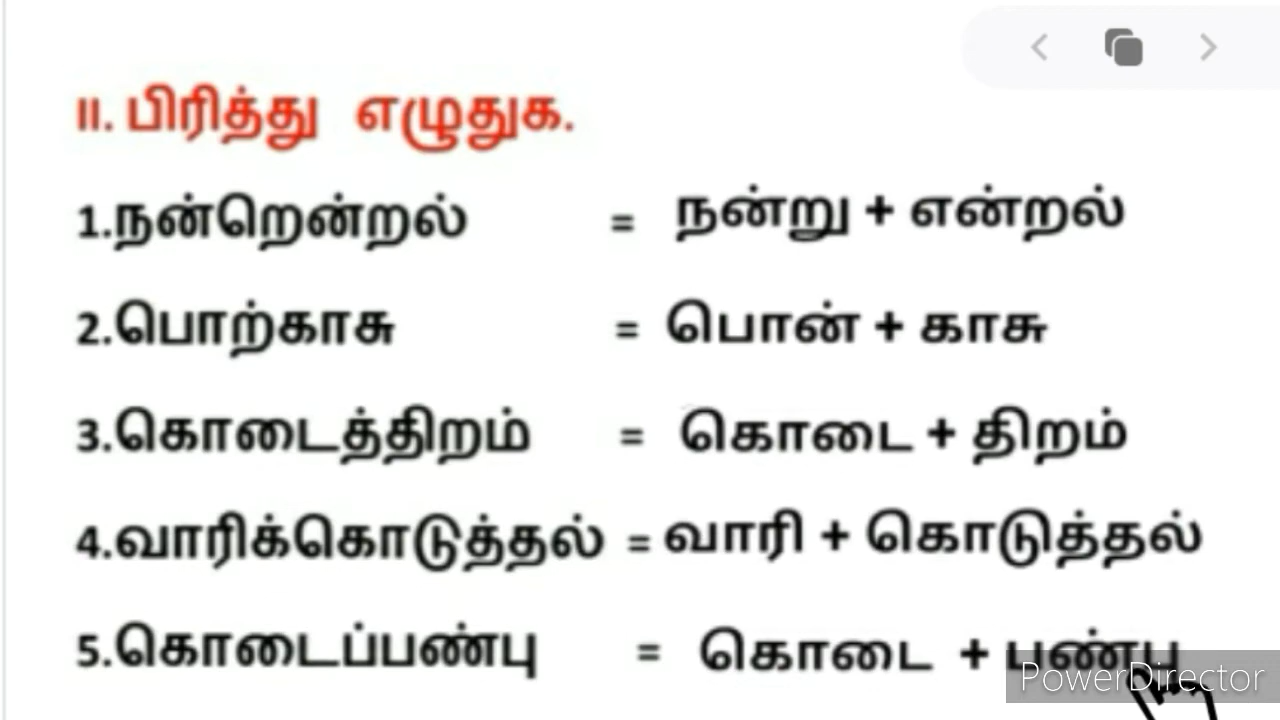 II. பிரித்து எழுதுக.
1.நன்றென்றல் = நன்று + என்றல்
2.பொற்காசு = பொன் + காசு
3.கொடைத்திறம் = கொடை + திறம்
4.வாரிக்கொடுத்தல் = வாரி + கொடுத்தல்
5.கொடைப்பண்பு = கொடை + பண்பு
PowerDirector